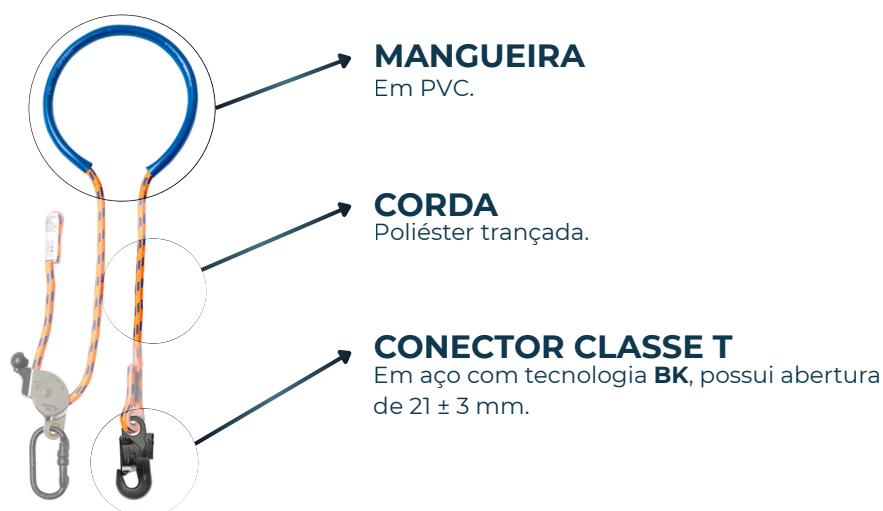 MANGUEIRA
Em PVC.
CORDA
Poliéster trançada.
CONECTOR CLASSE T
Em aço com tecnologia BK, possui abertura
de 21 ± 3 mm.